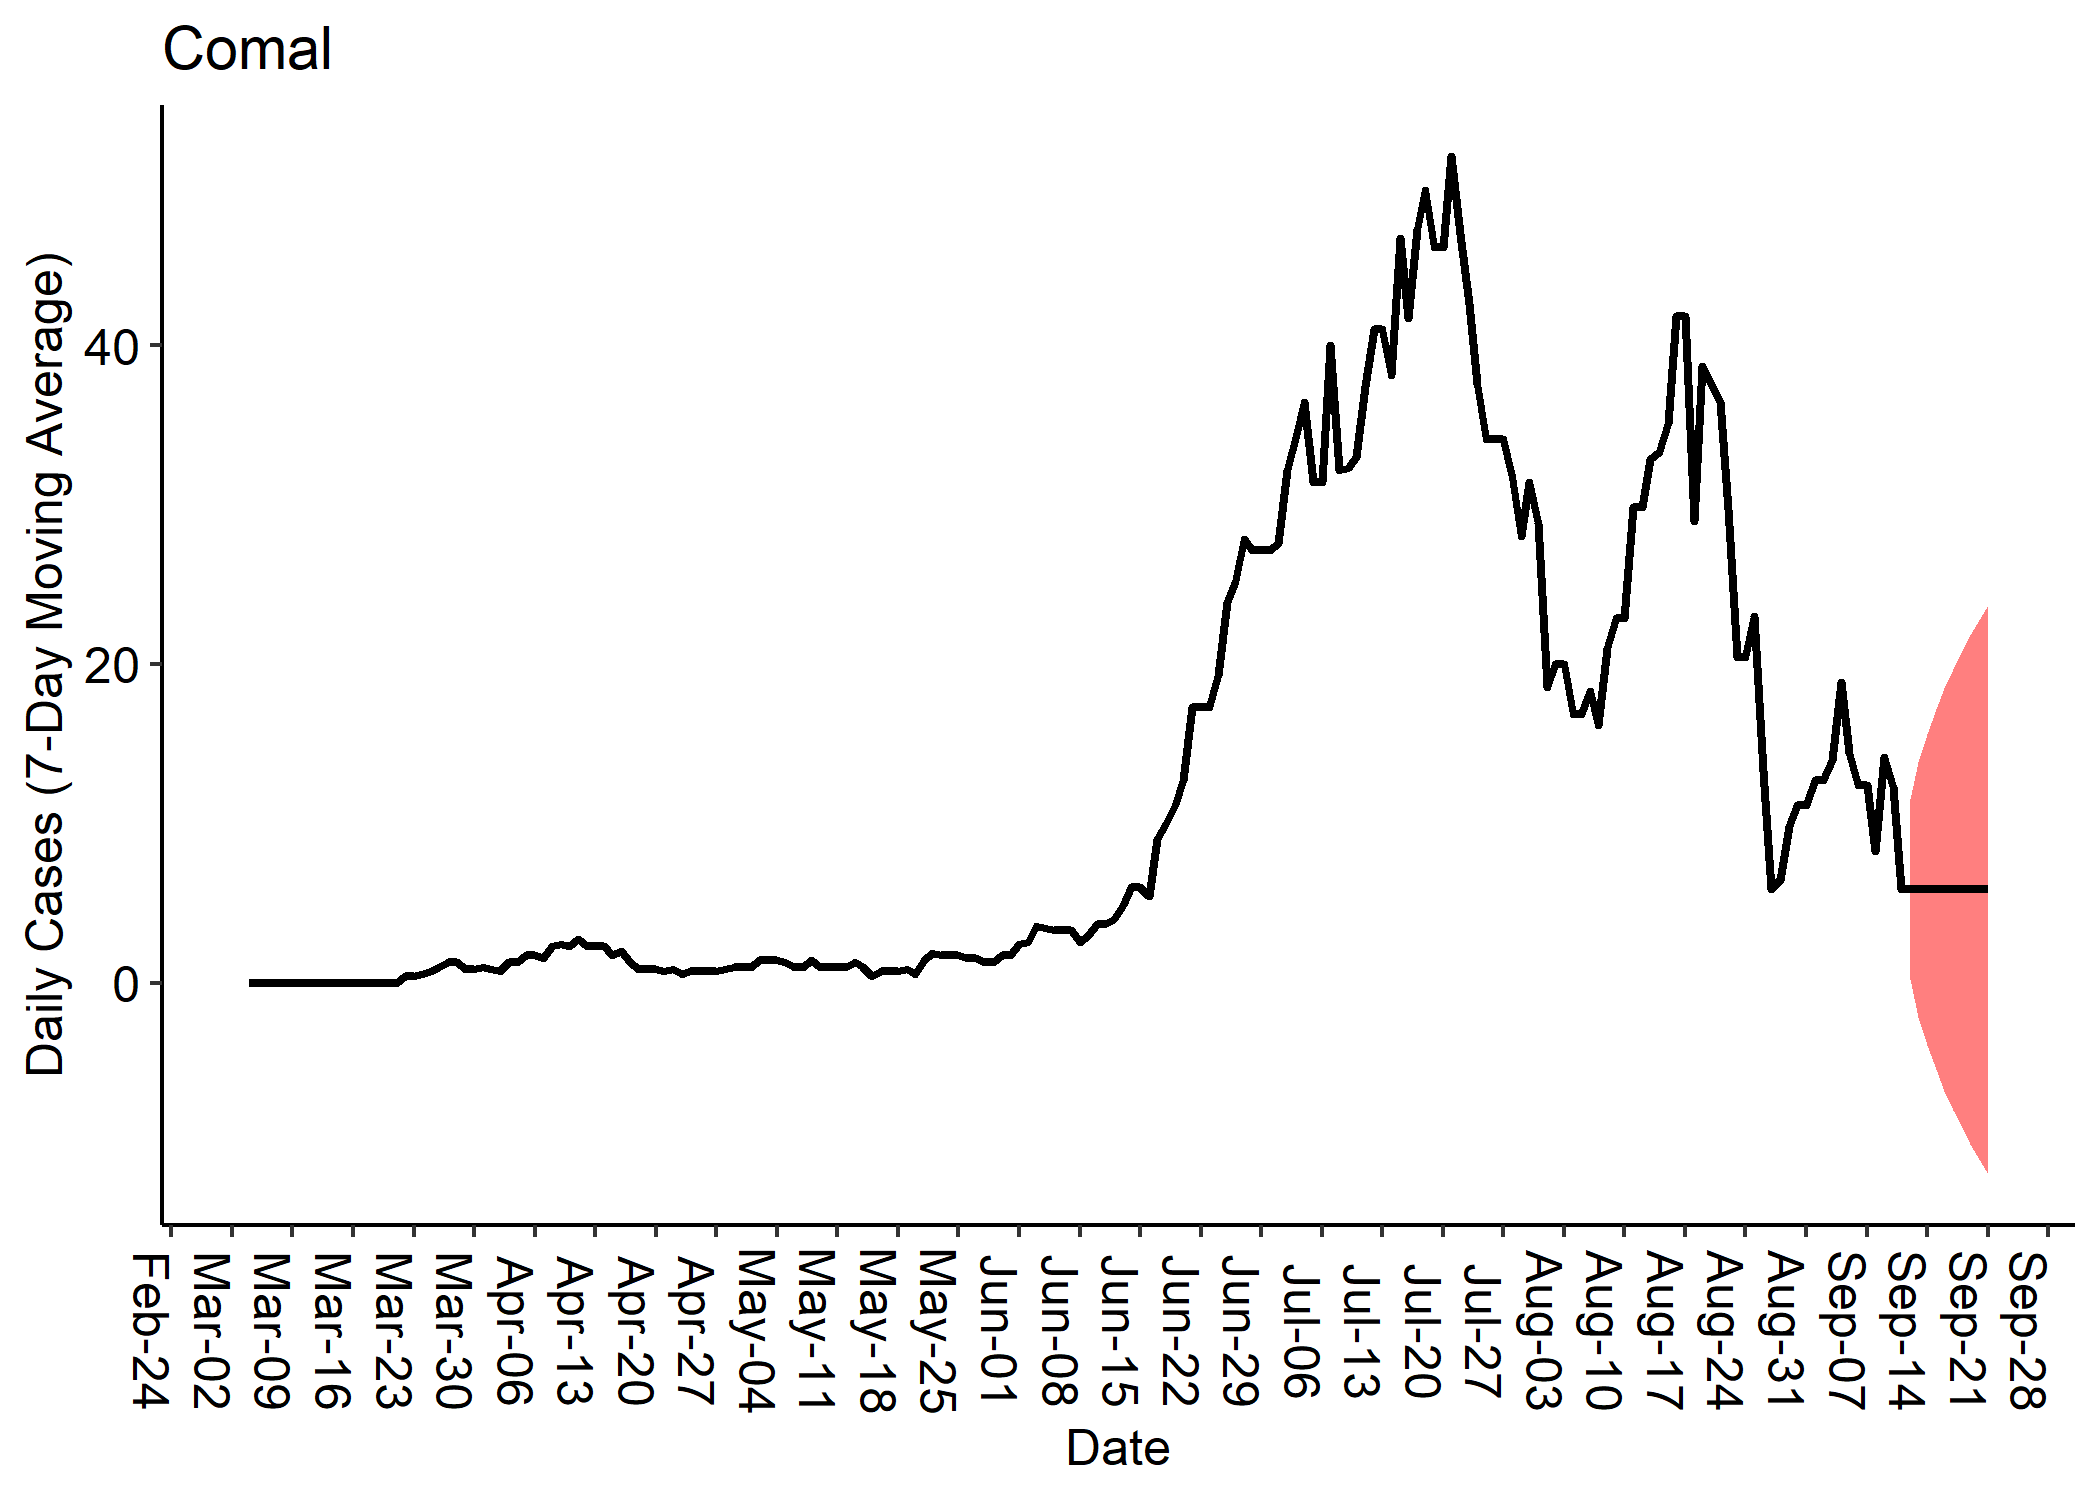 Comal
Daily Cases (7-Day Moving Average)
40
20
0
Feb-24
Mar-02
Mar-09
Mar-16
Mar-23
Mar-30
Apr-06
Apr-13
Apr-20
Apr-27
May-04
May-11
May-18
May-25
Jun-01
Jun-08
Jun-15
Jun-22
Jun-29
Jul-06
Jul-13
Jul-20
Jul-27
Aug-03
Aug-10
Aug-17
Aug-24
Aug-31
Sep-07
Sep-14
Sep-21
Sep-28
Date